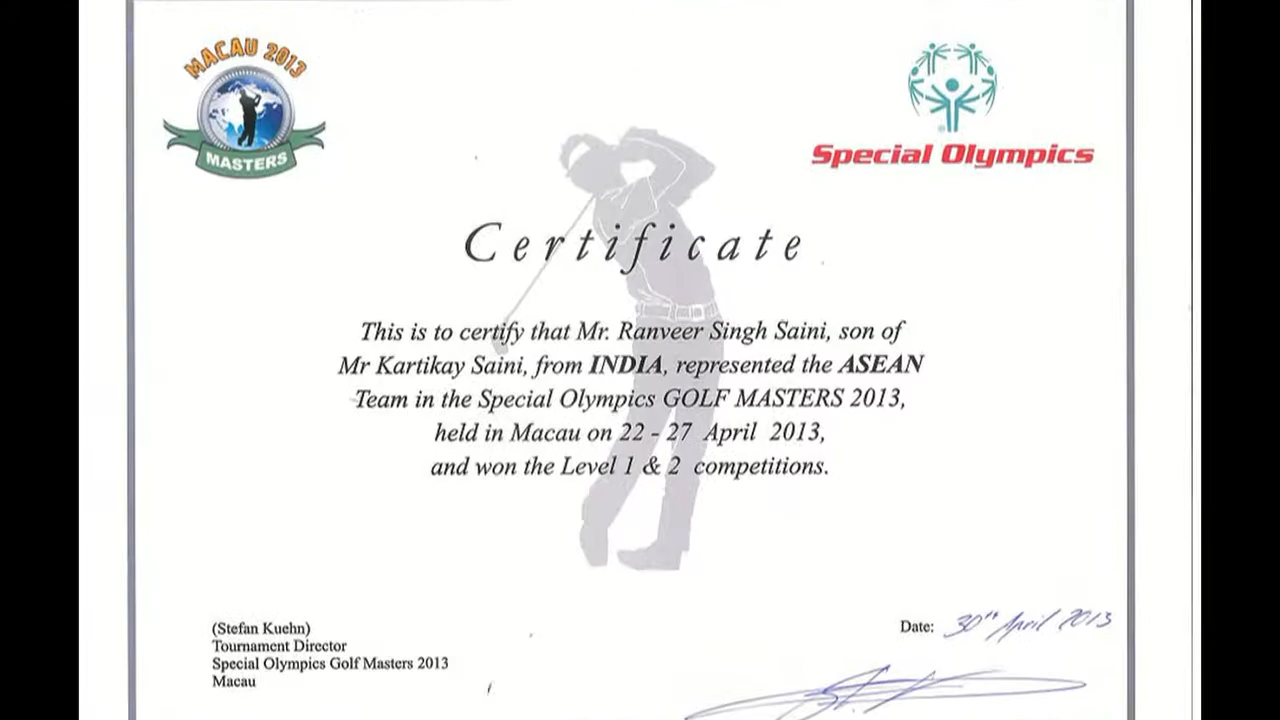 MACAU 2013
MASTERS
Special Olympics
Certificate
This is to certify that Mr. Ranveer Singh Saini, son of
Mr Kartikay Saini, from INDIA, represented the ASEAN
Team in the Special Olympics GOLF MASTERS 2013,
held in Macau on 22 - 27 April 2013,
and won the Level 1 & 2 competitions.
(Stefan Kuehn)
Tournament Director
Special Olympics Golf Masters 2013
Macau
Date: 30th April 2013